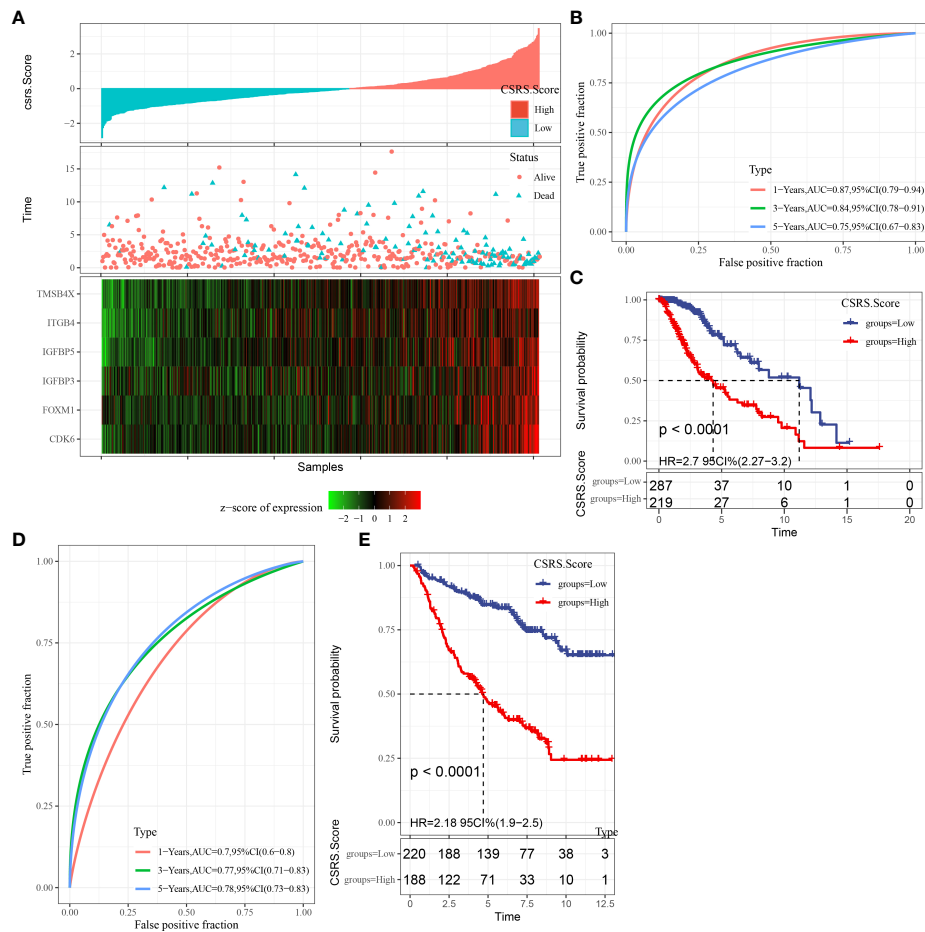 A
csrs.Score
2
0
−2
CSRS.Score
High
Low
Time
15
10
5
0
Status
Alive
Dead
TMSB4X
ITGB4
IGFBP5
IGFBP3
FOXM1
CDK6
Samples
z−score of expression
−2 −1 0 1 2
B
True positive fraction
1.00
0.75
0.50
0.25
0.00
Type
1−Years,AUC=0.87,95%CI(0.79−0.94)
3−Years,AUC=0.84,95%CI(0.78−0.91)
5−Years,AUC=0.75,95%CI(0.67−0.83)
0.00 0.25 0.50 0.75 1.00
False positive fraction
C
Survival probability
1.00
0.75
0.50
0.25
0.00
CSRS.Score
groups=Low
groups=High
p < 0.0001
HR=2.7 95CI%(2.27−3.2)
CSRS.Score
groups=Low 287 37 10 1 0
groups=High 219 27 6 1 0
0 5 10 15 20
Time
D
True positive fraction
1.00
0.75
0.50
0.25
0.00
Type
1−Years,AUC=0.7,95%CI(0.6−0.8)
3−Years,AUC=0.77,95%CI(0.71−0.83)
5−Years,AUC=0.78,95%CI(0.73−0.83)
0.00 0.25 0.50 0.75 1.00
False positive fraction
E
Survival probability
1.00
0.75
0.50
0.25
0.00
CSRS.Score
groups=Low
groups=High
p < 0.0001
HR=2.18 95CI%(1.9−2.5)
Type
CSRS.Score
groups=Low 220 188 139 77 38 3
groups=High 188 122 71 33 10 1
0 2.5 5 7.5 10 12.5
Time